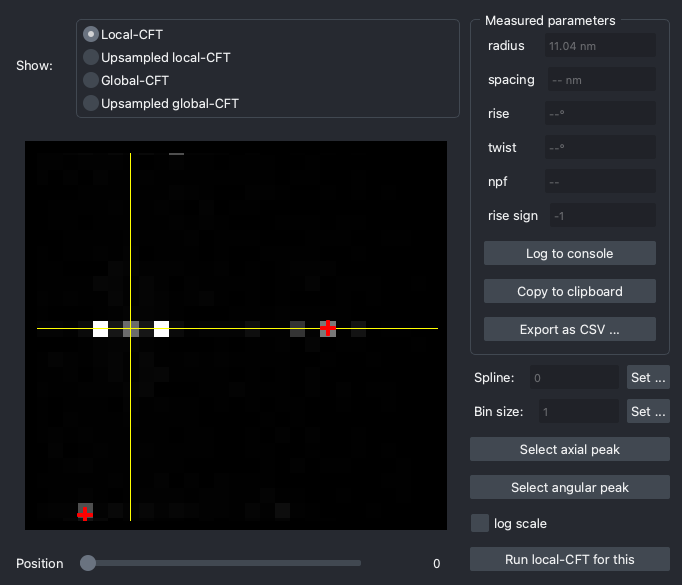 Show:
Local-CFT
Upsampled local-CFT
Global-CFT
Upsampled global-CFT
Position
0
Measured parameters
radius 11.04 nm
spacing -- nm
rise --°
twist --°
npf --
rise sign -1
Log to console
Copy to clipboard
Export as CSV ...
Spline: 0 Set ...
Bin size: 1 Set ...
Select axial peak
Select angular peak
log scale
Run local-CFT for this